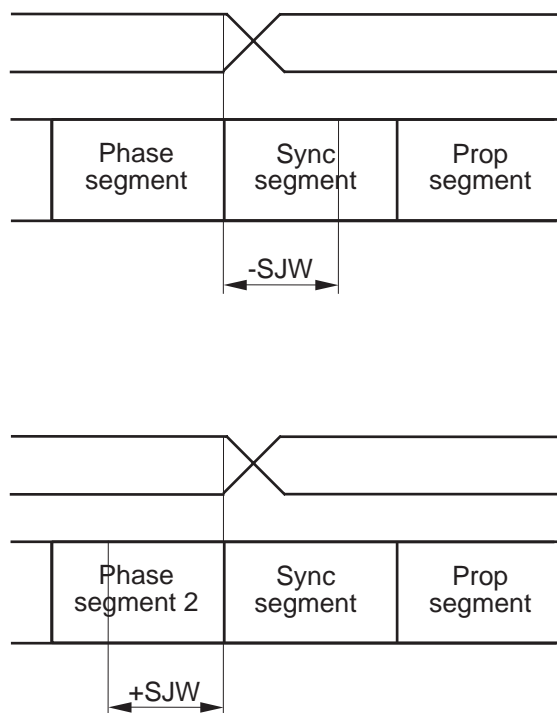 Phase Sync Prop
segment segment segment
-SJW
Phase Sync Prop
segment 2 segment segment
+SJW